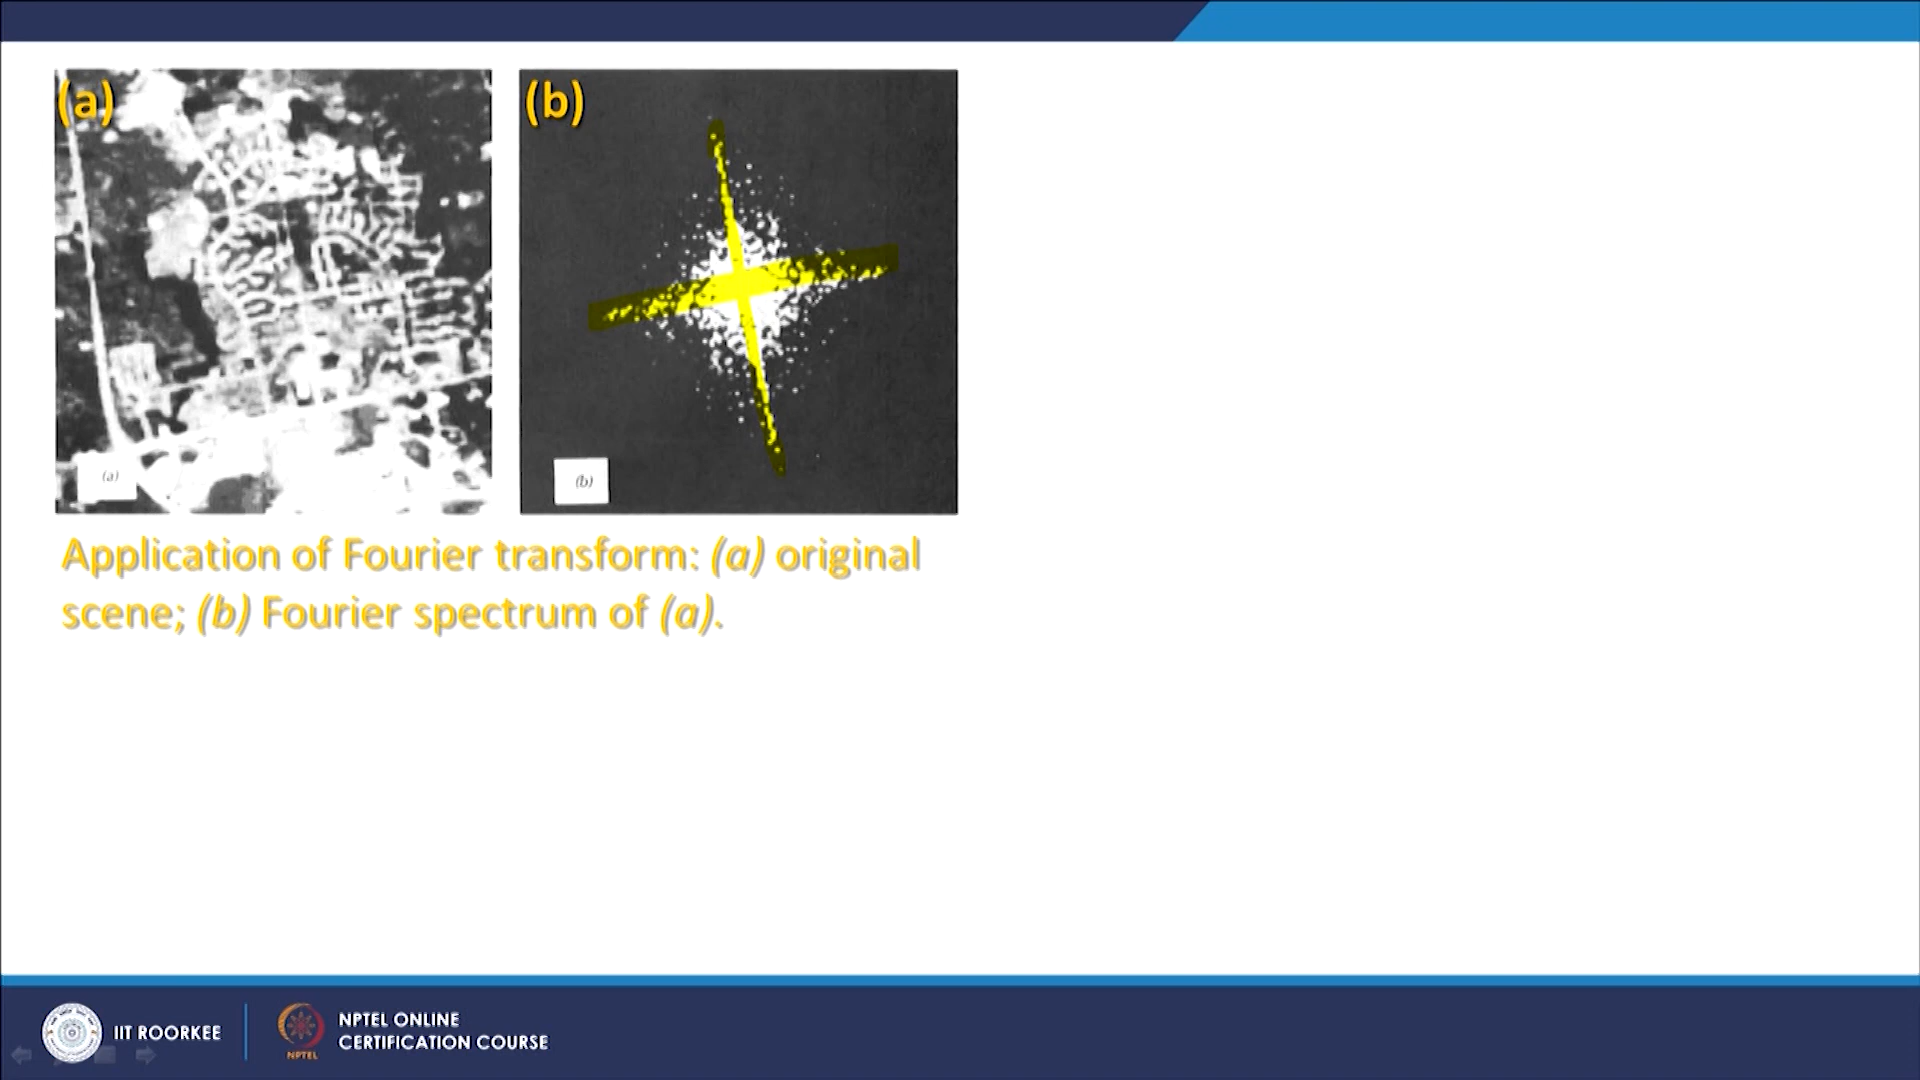 (a)
(b)
(a)
(b)
Application of Fourier transform: (a) original
scene; (b) Fourier spectrum of (a).
IIT ROORKEE
NPTEL
NPTEL ONLINE
CERTIFICATION COURSE